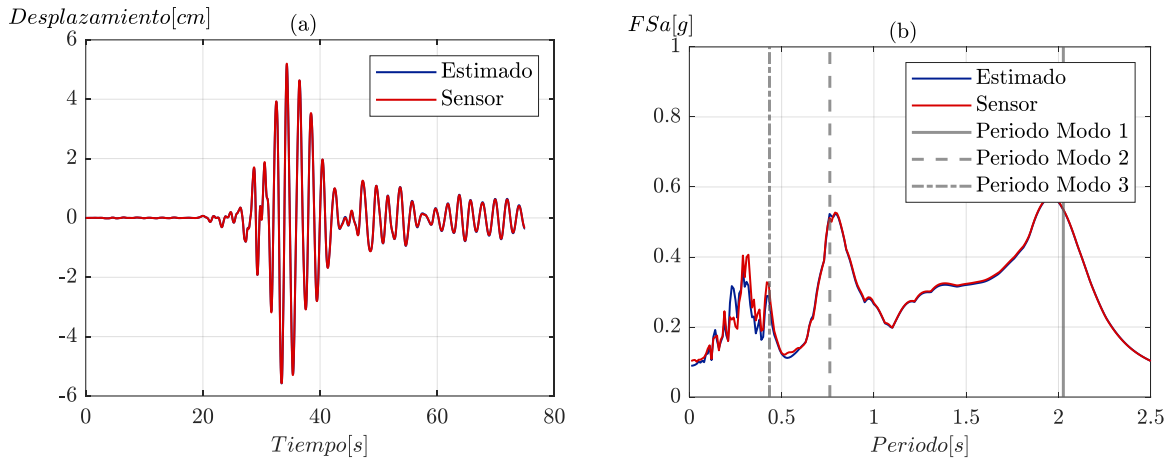 Desplazamiento[cm]
(a)
6
4
2
0
-2
-4
-6
0
20
40
60
80
Tiempo[s]
Estimado
Sensor
FSa[g]
(b)
1
0.8
0.6
0.4
0.2
0
0
0.5
1
1.5
2
2.5
Periodo[s]
Estimado
Sensor
Periodo Modo 1
Periodo Modo 2
Periodo Modo 3